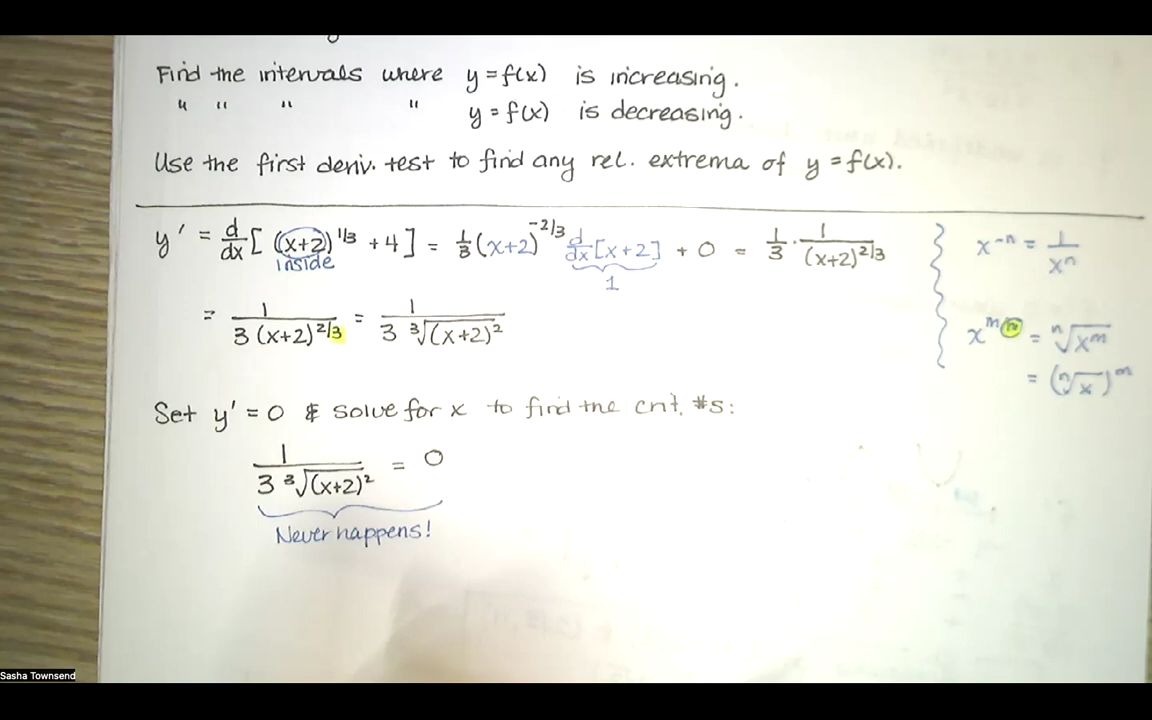 Find the intervals where y = f(x) is increasing.
" " " " y = f(x) is decreasing.
Use the first deriv. test to find any rel. extrema of y = f(x).
y' = d/dx [ (x+2)^1/3 + 4 ] = 1/3 (x+2)^-2/3 d/dx [x+2] + 0 = 1/3 · 1/(x+2)^2/3
inside
1
x^-n = 1/x^n
= 1/(3 (x+2)^2/3) = 1/(3 ³√(x+2)²)
x^m/n = ⁿ√x^m
= (ⁿ√x)^m
Set y' = 0 & solve for x to find the crit. #s:
1/(3 ³√(x+2)²) = 0
Never happens!
Sasha Townsend